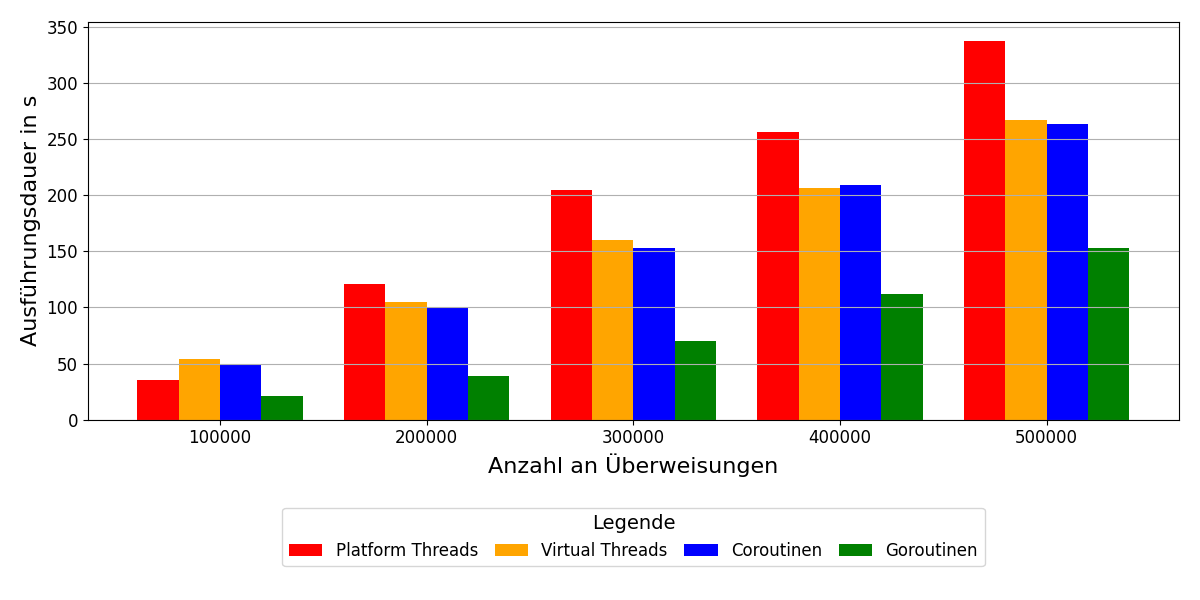 Ausführungsdauer in s
350
300
250
200
150
100
50
0
100000 200000 300000 400000 500000
Anzahl an Überweisungen
Legende
Platform Threads Virtual Threads Coroutinen Goroutinen